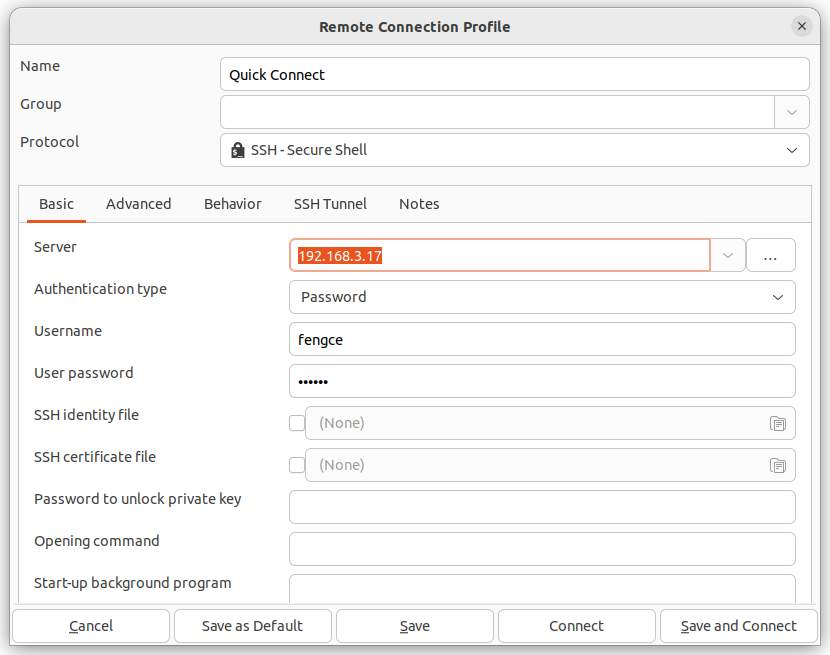 Remote Connection Profile
Name
Quick Connect
Group
Protocol
SSH - Secure Shell
Basic Advanced Behavior SSH Tunnel Notes
Server
192.168.3.17
...
Authentication type
Password
Username
fengce
User password
••••••
SSH identity file
(None)
SSH certificate file
(None)
Password to unlock private key
Opening command
Start-up background program
Cancel Save as Default Save Connect Save and Connect